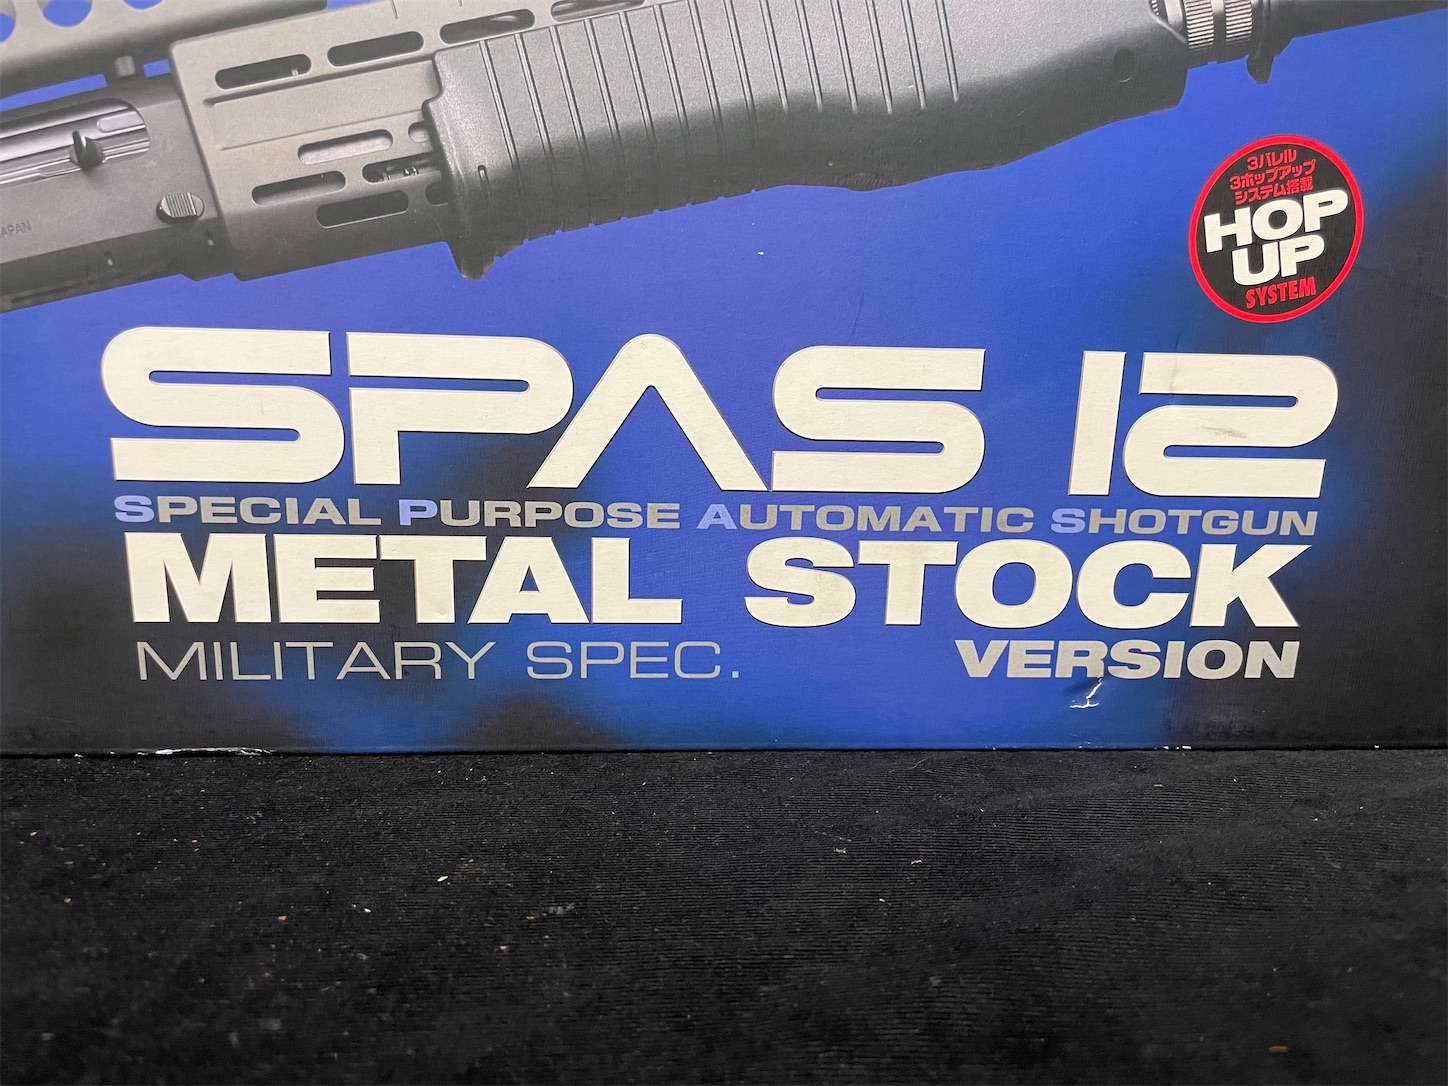 JAPAN
3バレル
3ホップアップ
システム搭載
HOP
UP
SYSTEM
SPAS 12
SPECIAL PURPOSE AUTOMATIC SHOTGUN
METAL STOCK
MILITARY SPEC. VERSION